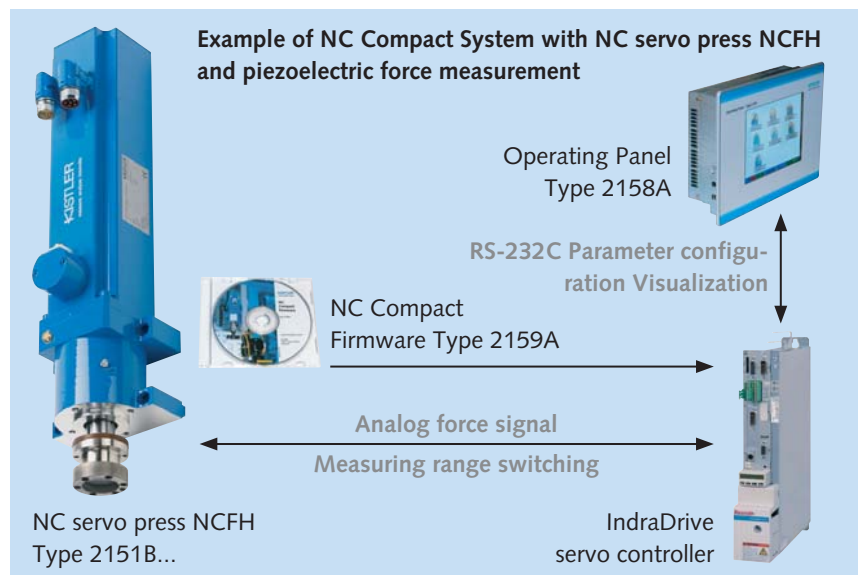 Example of NC Compact System with NC servo press NCFH
and piezoelectric force measurement
KISTLER
Operating Panel
Type 2158A
RS-232C Parameter configu-
ration Visualization
NC Compact
Firmware Type 2159A
Analog force signal
Measuring range switching
NC servo press NCFH
Type 2151B...
IndraDrive
servo controller